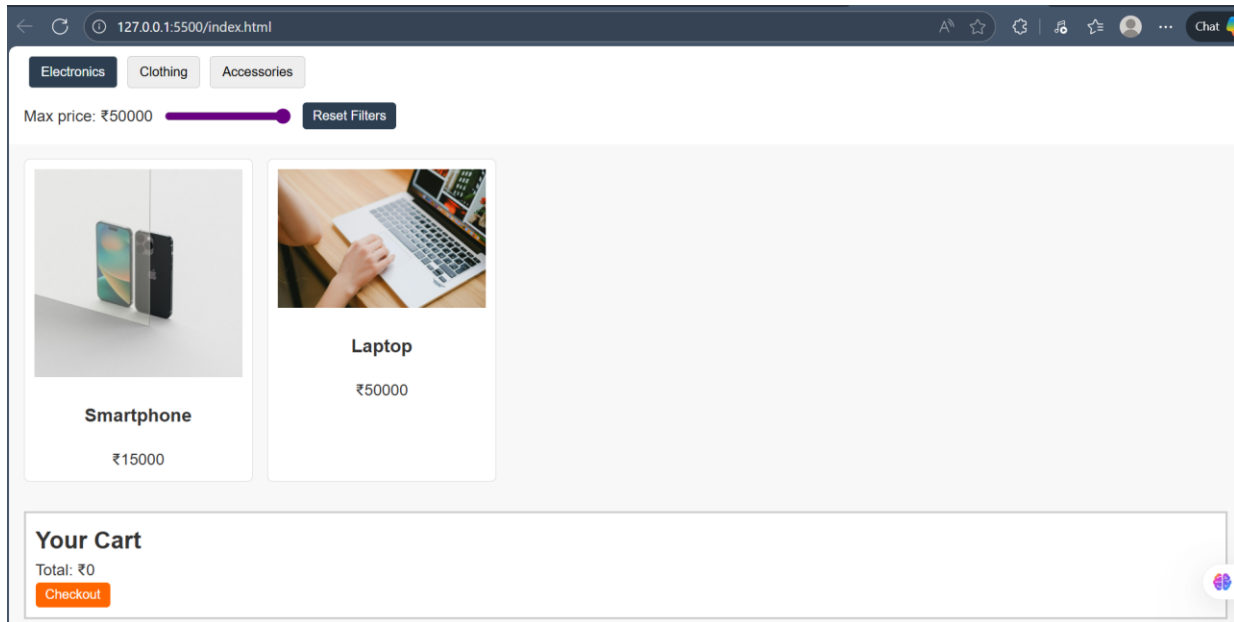 127.0.0.1:5500/index.html
Chat
Electronics Clothing Accessories
Max price: ₹50000 Reset Filters
Laptop
₹50000
Smartphone
₹15000
Your Cart
Total: ₹0
Checkout